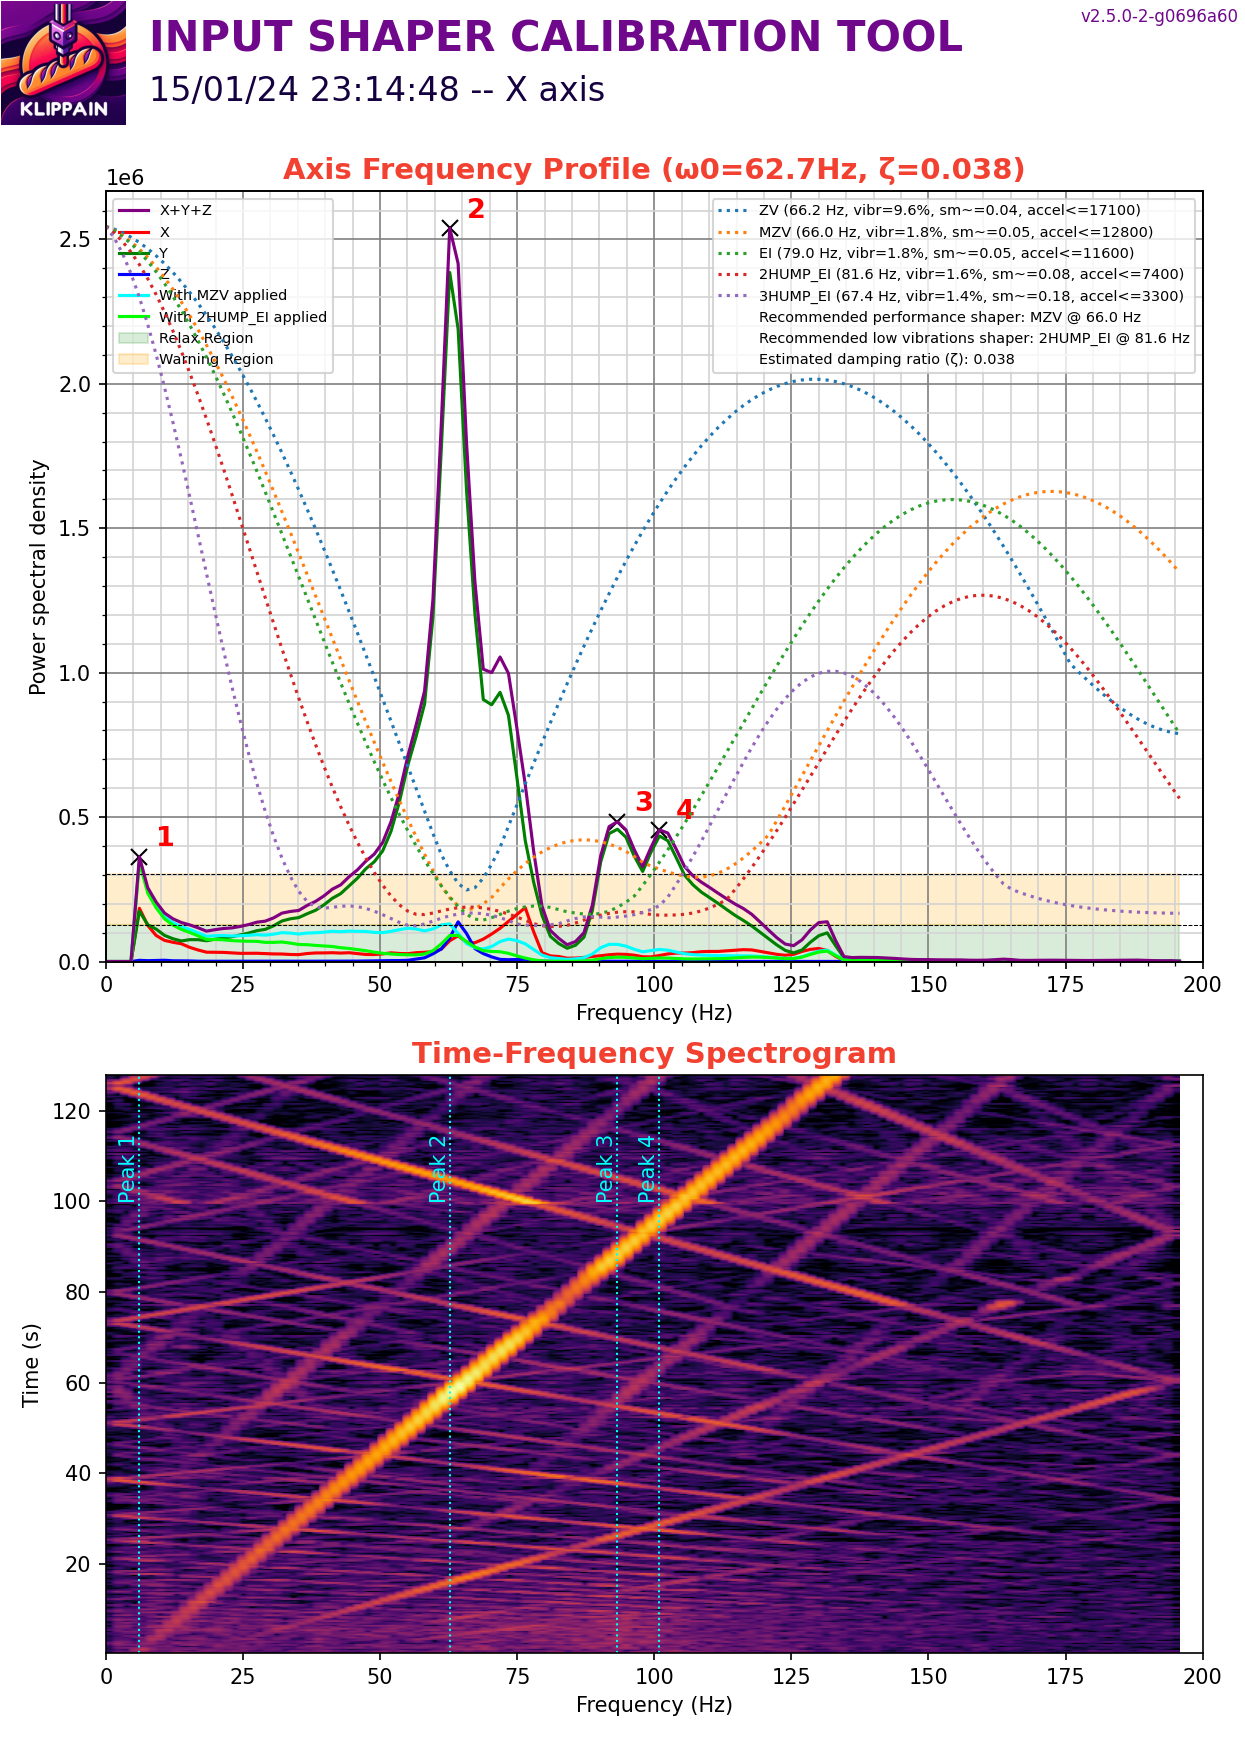 v2.5.0-2-g0696a60
INPUT SHAPER CALIBRATION TOOL
15/01/24 23:14:48 -- X axis
KLIPPAIN
Axis Frequency Profile (ω0=62.7Hz, ζ=0.038)
1e6
X+Y+Z
X
Y
Z
With MZV applied
With 2HUMP_EI applied
Relax Region
Warning Region
ZV (66.2 Hz, vibr=9.6%, sm~=0.04, accel<=17100)
MZV (66.0 Hz, vibr=1.8%, sm~=0.05, accel<=12800)
EI (79.0 Hz, vibr=1.8%, sm~=0.05, accel<=11600)
2HUMP_EI (81.6 Hz, vibr=1.6%, sm~=0.08, accel<=7400)
3HUMP_EI (67.4 Hz, vibr=1.4%, sm~=0.18, accel<=3300)
Recommended performance shaper: MZV @ 66.0 Hz
Recommended low vibrations shaper: 2HUMP_EI @ 81.6 Hz
Estimated damping ratio (ζ): 0.038
2
3
4
1
Power spectral density
2.5
2.0
1.5
1.0
0.5
0.0
0 25 50 75 100 125 150 175 200
Frequency (Hz)
Time-Frequency Spectrogram
Time (s)
120
100
80
60
40
20
Peak 1
Peak 2
Peak 3
Peak 4
0 25 50 75 100 125 150 175 200
Frequency (Hz)